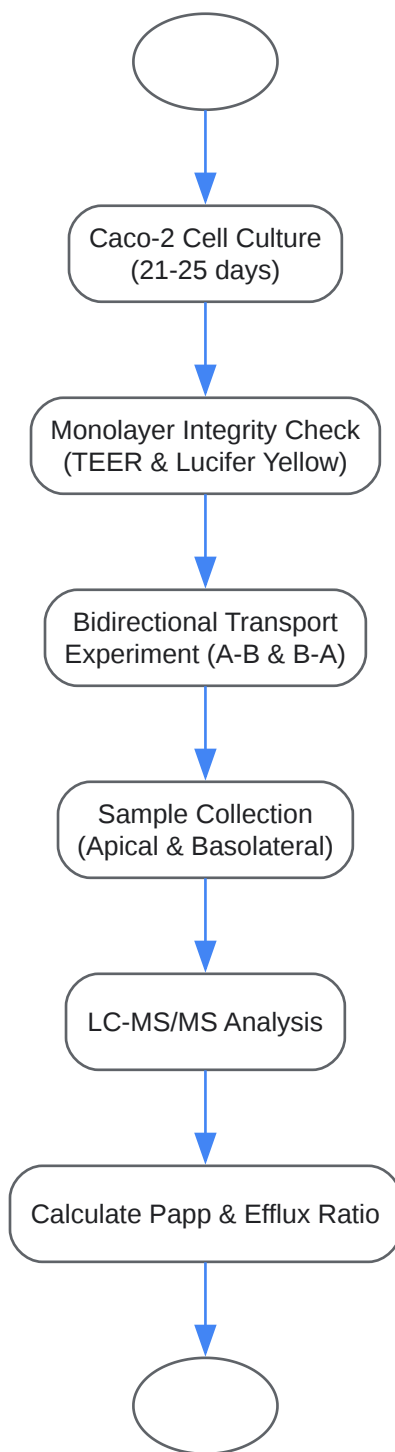 Caco-2 Cell Culture
(21-25 days)
Monolayer Integrity Check
(TEER & Lucifer Yellow)
Bidirectional Transport
Experiment (A-B & B-A)
Sample Collection
(Apical & Basolateral)
LC-MS/MS Analysis
Calculate Papp & Efflux Ratio